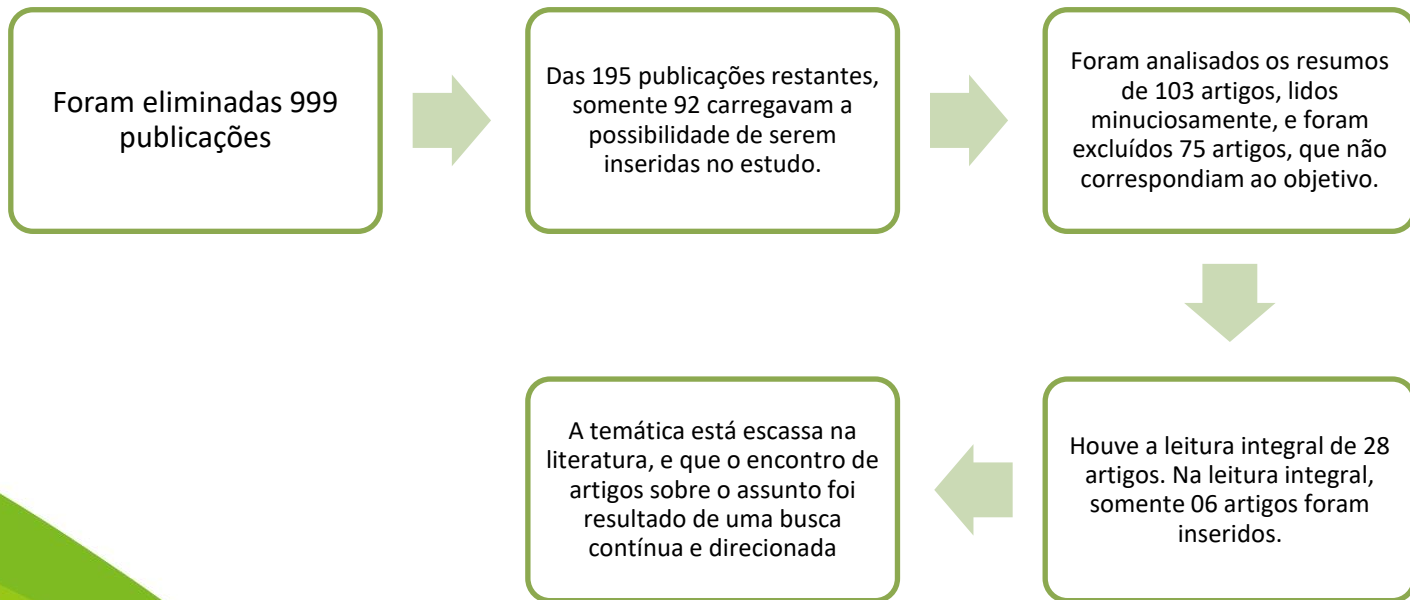 Foram eliminadas 999
publicações
Das 195 publicações restantes,
somente 92 carregavam a
possibilidade de serem
inseridas no estudo.
Foram analisados os resumos
de 103 artigos, lidos
minuciosamente, e foram
excluídos 75 artigos, que não
correspondiam ao objetivo.
Houve a leitura integral de 28
artigos. Na leitura integral,
somente 06 artigos foram
inseridos.
A temática está escassa na
literatura, e que o encontro de
artigos sobre o assunto foi
resultado de uma busca
contínua e direcionada